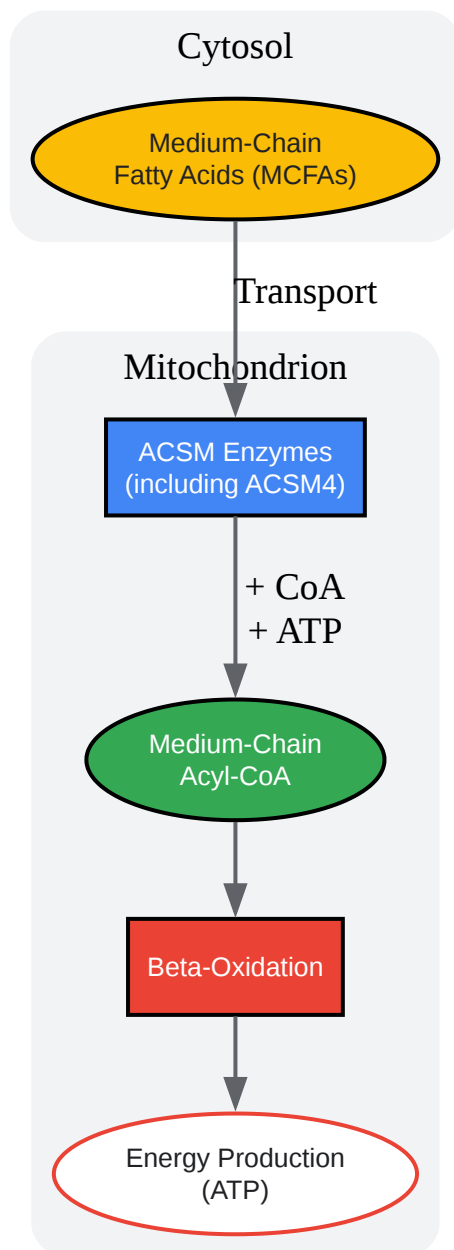 Cytosol
Medium-Chain
Fatty Acids (MCFAs)
Transport
Mitochondrion
ACSM Enzymes
(including ACSM4)
+ CoA
+ ATP
Medium-Chain
Acyl-CoA
Beta-Oxidation
Energy Production
(ATP)